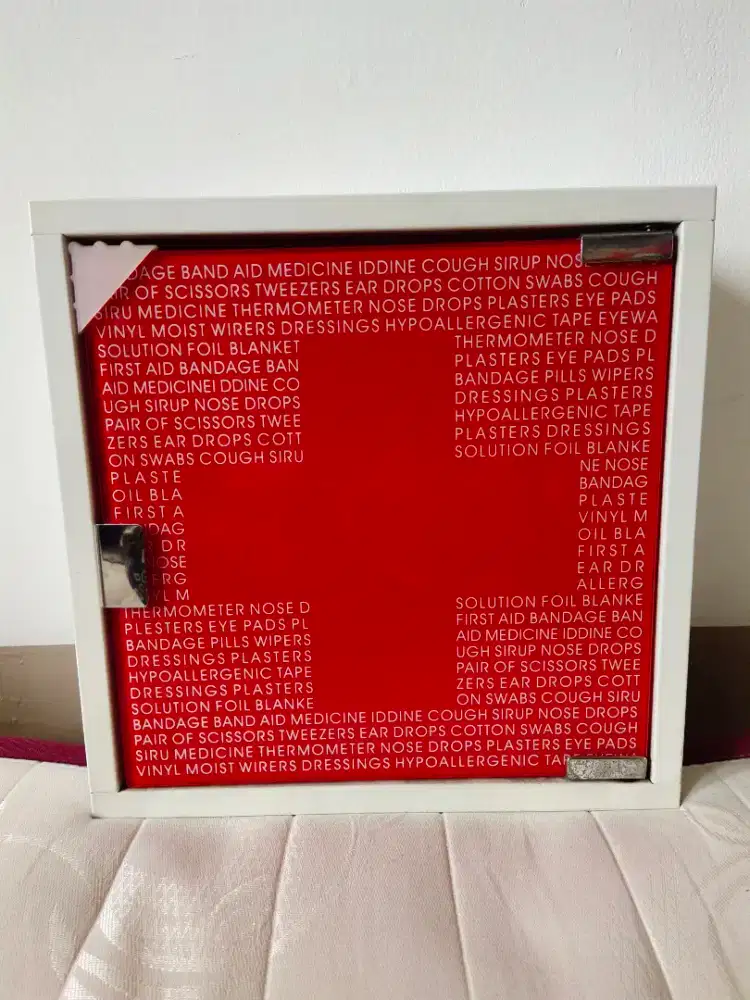 DAGE BAND AID MEDICINE IDDINE COUGH SIRUP NOSE
IR OF SCISSORS TWEEZERS EAR DROPS COTTON SWABS COUGH
SIRU MEDICINE THERMOMETER NOSE DROPS PLASTERS EYE PADS
VINYL MOIST WIRERS DRESSINGS HYPOALLERGENIC TAPE EYEWA
SOLUTION FOIL BLANKET
FIRST AID BANDAGE BAN
AID MEDICINEI DDINE CO
UGH SIRUP NOSE DROPS
PAIR OF SCISSORS TWEE
ZERS EAR DROPS COTT
ON SWABS COUGH SIRU
THERMOMETER NOSE D
PLASTERS EYE PADS PL
BANDAGE PILLS WIPERS
DRESSINGS PLASTERS
HYPOALLERGENIC TAPE
PLASTERS DRESSINGS
SOLUTION FOIL BLANKE
PLASTE
OIL BLA
FIRST A
DAG
DR
OSE
ERG
YL M
NE NOSE
BANDAG
PLASTE
VINYL M
OIL BLA
FIRST A
EAR DR
ALLERG
THERMOMETER NOSE D
PLESTERS EYE PADS PL
BANDAGE PILLS WIPERS
DRESSINGS PLASTERS
HYPOALLERGENIC TAPE
DRESSINGS PLASTERS
SOLUTION FOIL BLANKE
SOLUTION FOIL BLANKE
FIRST AID BANDAGE BAN
AID MEDICINE IDDINE CO
UGH SIRUP NOSE DROPS
PAIR OF SCISSORS TWEE
ZERS EAR DROPS COTT
ON SWABS COUGH SIRU
BANDAGE BAND AID MEDICINE IDDINE COUGH SIRUP NOSE DROPS
PAIR OF SCISSORS TWEEZERS EAR DROPS COTTON SWABS COUGH
SIRU MEDICINE THERMOMETER NOSE DROPS PLASTERS EYE PADS
VINYL MOIST WIRERS DRESSINGS HYPOALLERGENIC TAP